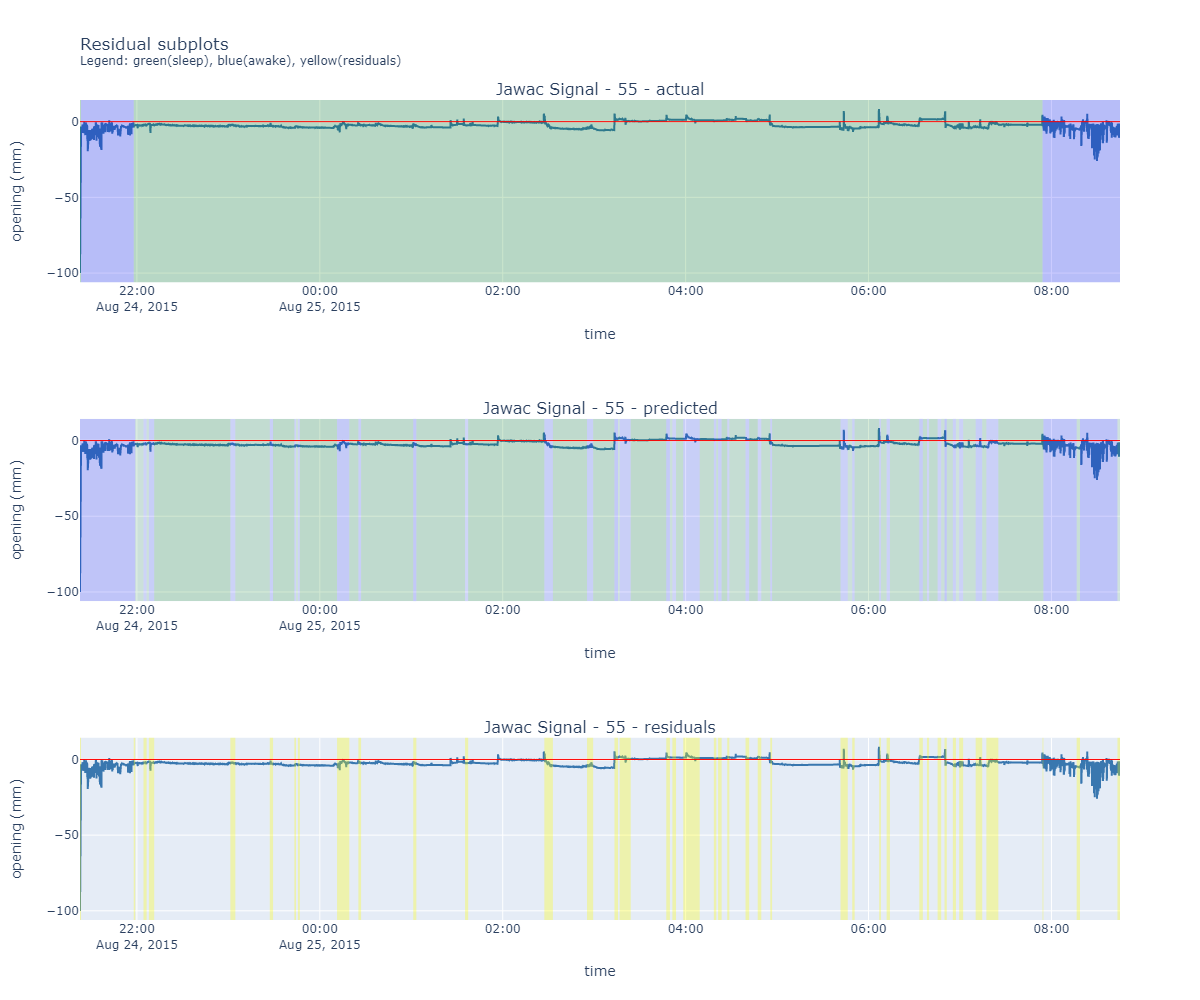 Residual subplots
Legend: green(sleep), blue(awake), yellow(residuals)
Jawac Signal - 55 - actual
0
−50
−100
opening (mm)
22:00 00:00 02:00 04:00 06:00 08:00
Aug 24, 2015 Aug 25, 2015
time
Jawac Signal - 55 - predicted
0
−50
−100
opening (mm)
22:00 00:00 02:00 04:00 06:00 08:00
Aug 24, 2015 Aug 25, 2015
time
Jawac Signal - 55 - residuals
0
−50
−100
opening (mm)
22:00 00:00 02:00 04:00 06:00 08:00
Aug 24, 2015 Aug 25, 2015
time